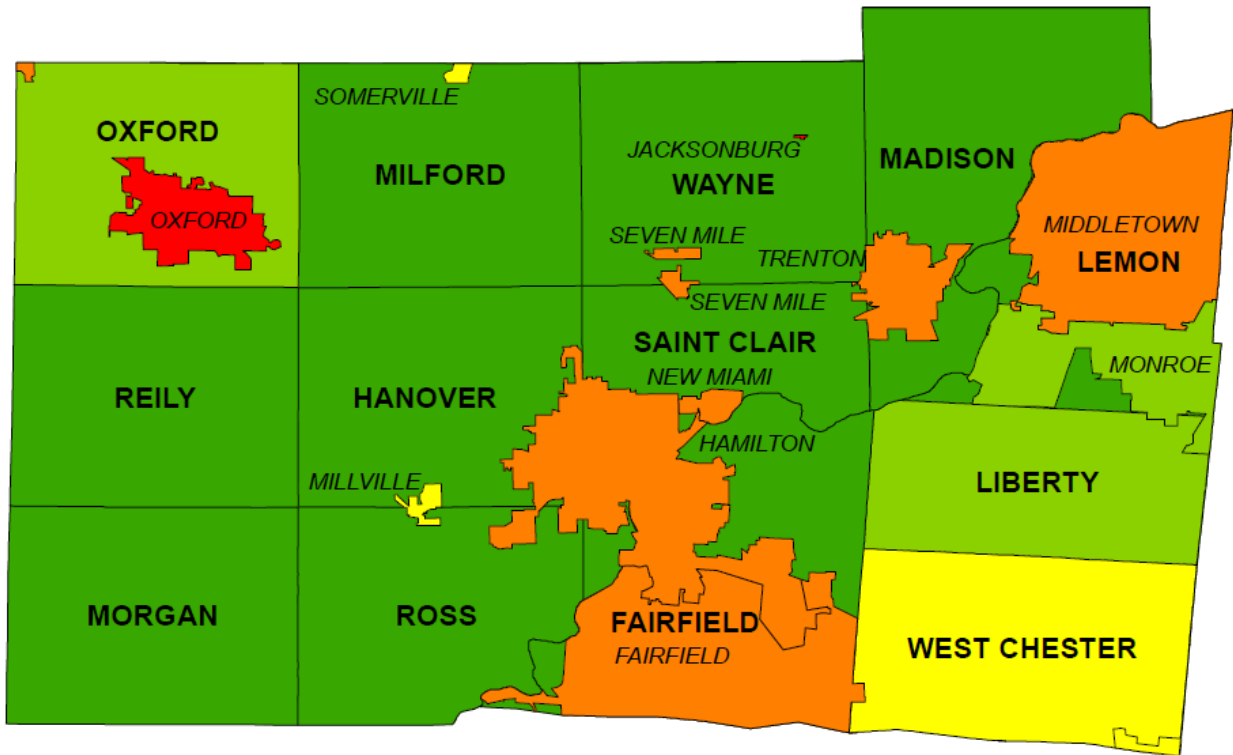 OXFORD
SOMERVILLE
MILFORD
JACKSONBURG
WAYNE
MADISON
OXFORD
SEVEN MILE
TRENTON
MIDDLETOWN
LEMON
SEVEN MILE
REILY
HANOVER
SAINT CLAIR
NEW MIAMI
MONROE
MILLVILLE
HAMILTON
LIBERTY
MORGAN
ROSS
FAIRFIELD
FAIRFIELD
WEST CHESTER